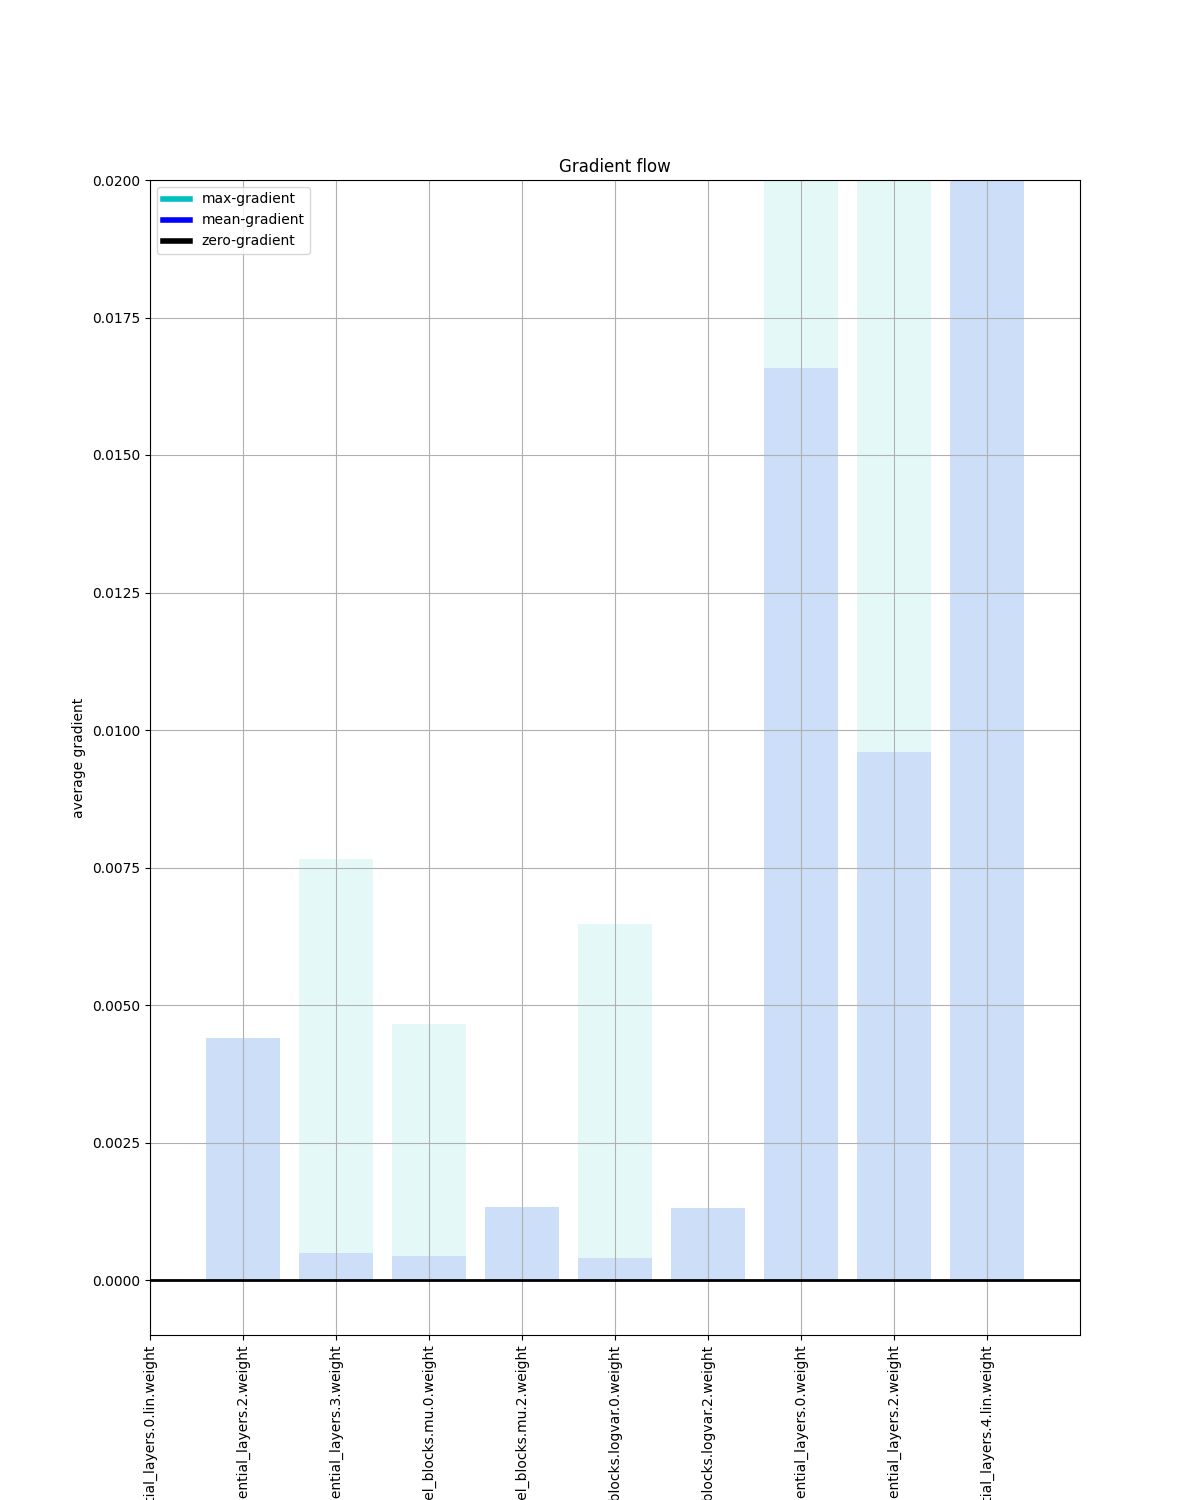 Gradient flow
max-gradient
mean-gradient
zero-gradient
average gradient
0.0200
0.0175
0.0150
0.0125
0.0100
0.0075
0.0050
0.0025
0.0000
tial_layers.0.lin.weight
ential_layers.2.weight
ential_layers.3.weight
el_blocks.mu.0.weight
el_blocks.mu.2.weight
blocks.logvar.0.weight
blocks.logvar.2.weight
ential_layers.0.weight
ential_layers.2.weight
tial_layers.4.lin.weight